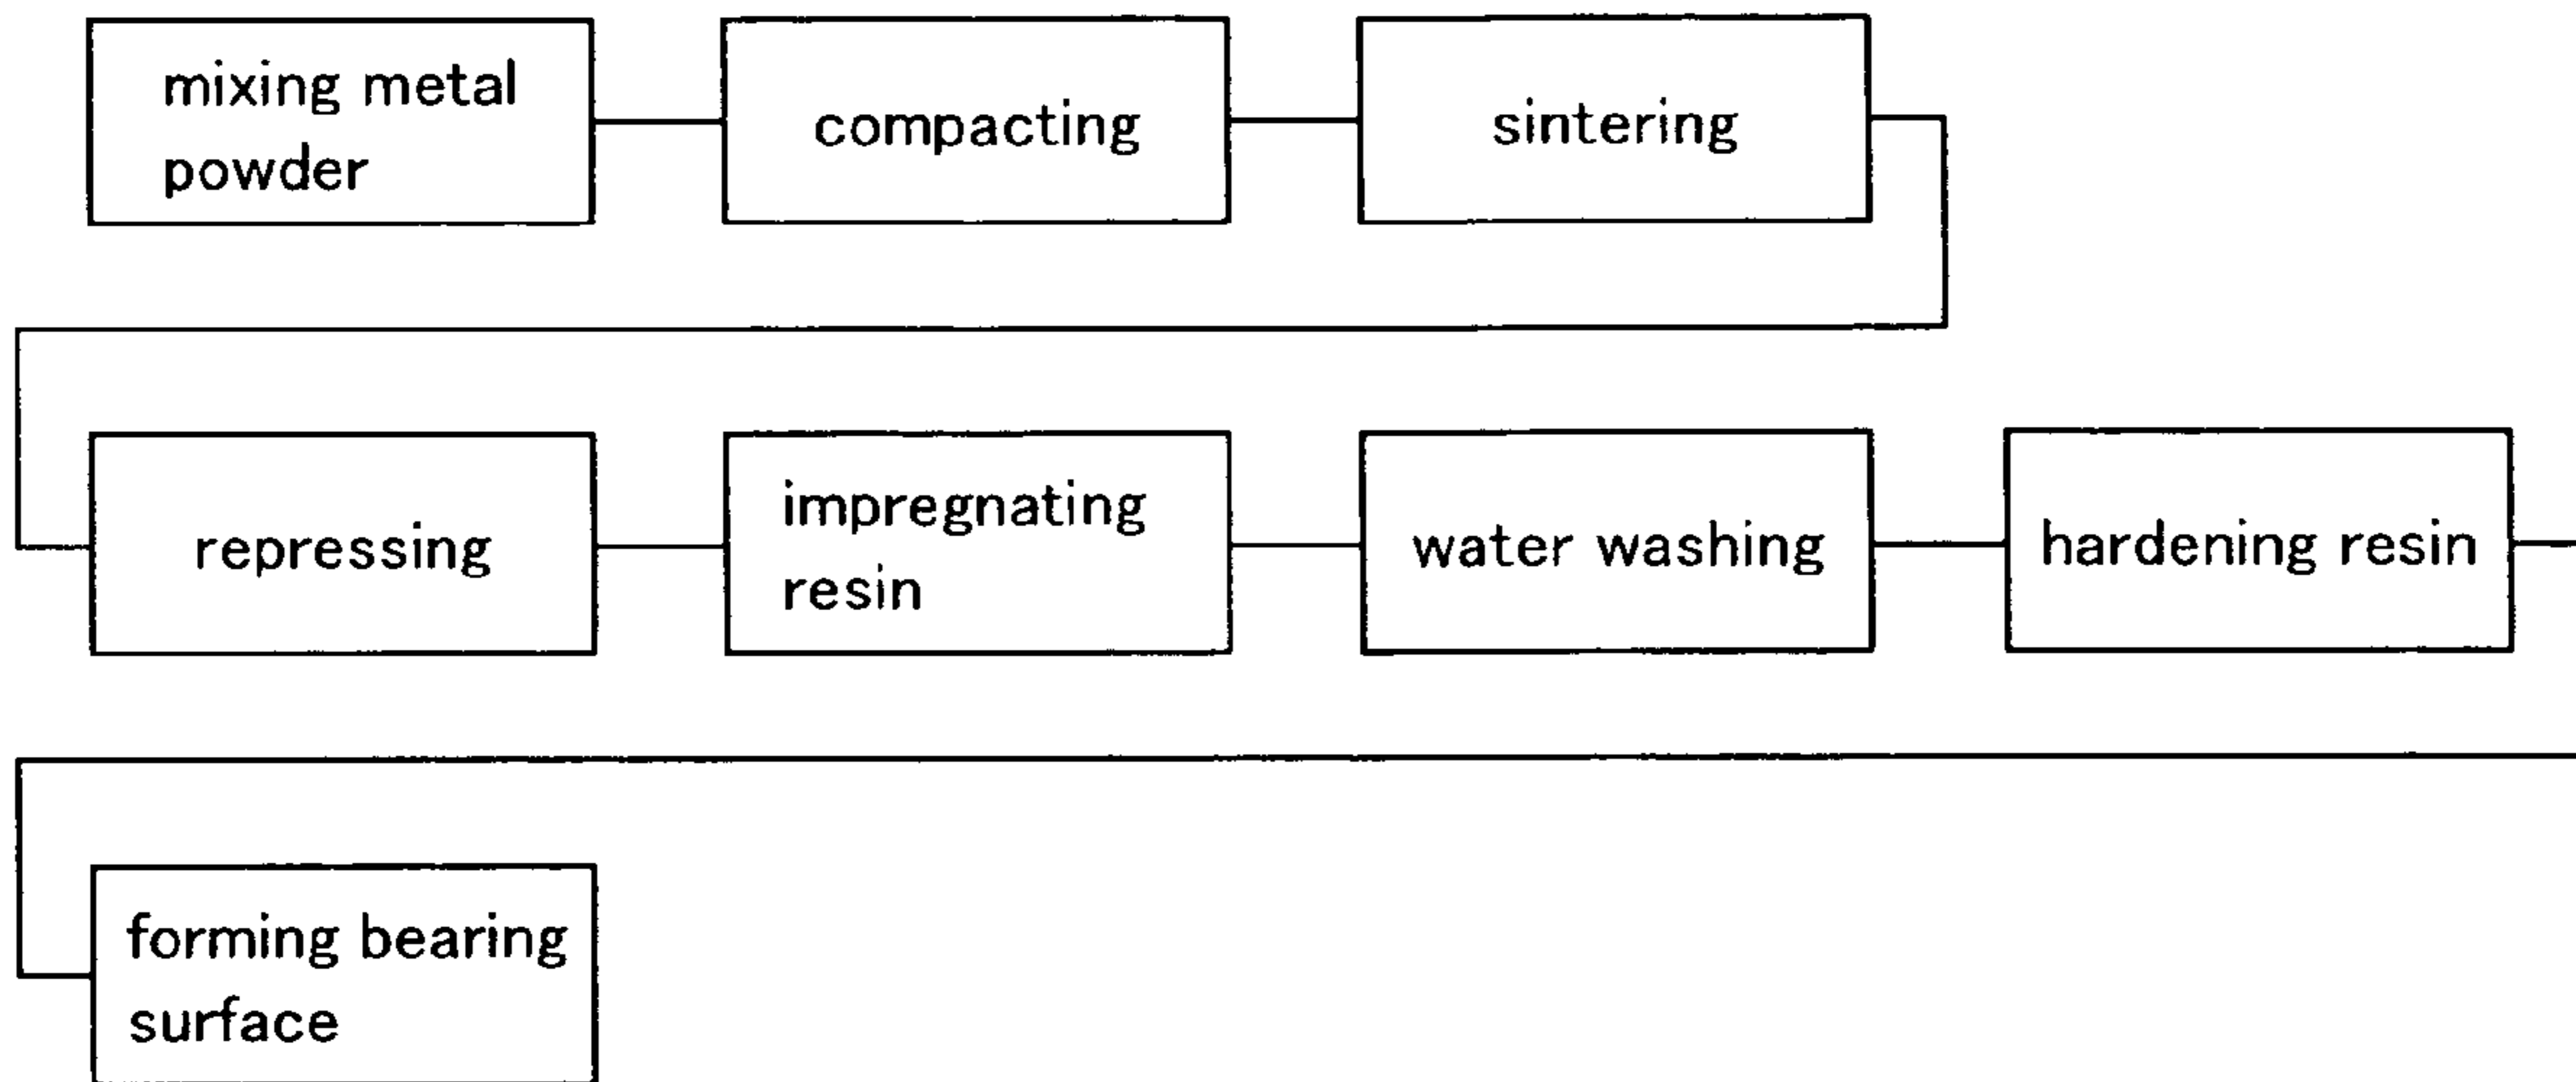 mixing metal
powder
compacting
sintering
repressing
impregnating
resin
water washing
hardening resin
forming bearing
surface